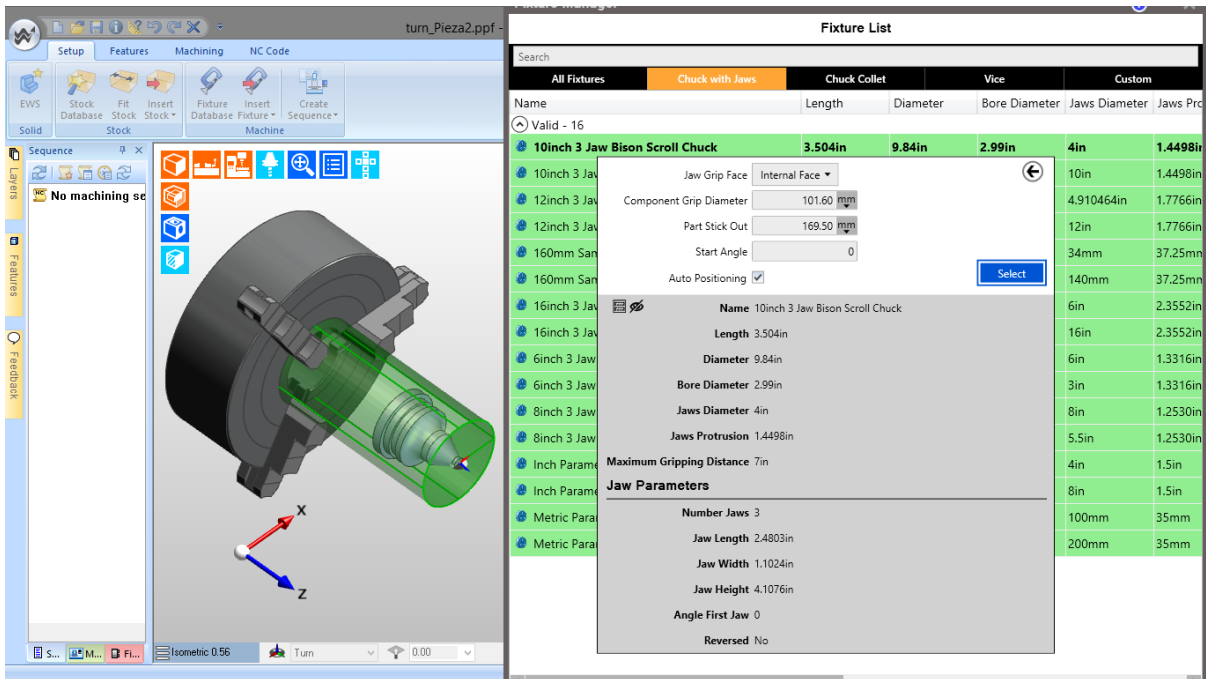 turn_Pieza2.ppf -
Setup Features Machining NC Code
EWS
Stock Database
Fit Stock
Insert Stock
Fixture Database
Insert Fixture
Create Sequence
Solid Stock Machine
Layers
Features
Feedback
Sequence
No machining se
X
Z
S... M... Fi...
Isometric 0.56 Turn 0.00
Fixture Manager
Fixture List
Search
All Fixtures Chuck with Jaws Chuck Collet Vice Custom
Name Length Diameter Bore Diameter Jaws Diameter Jaws Pro
Valid - 16
10inch 3 Jaw Bison Scroll Chuck 3.504in 9.84in 2.99in 4in 1.4498in
10inch 3 Jaw 10in 1.4498in
12inch 3 Jaw 4.910464in 1.7766in
12inch 3 Jaw 12in 1.7766in
160mm Sam 34mm 37.25mm
160mm Sam 140mm 37.25mm
16inch 3 Jaw 6in 2.3552in
16inch 3 Jaw 16in 2.3552in
6inch 3 Jaw 6in 1.3316in
6inch 3 Jaw 3in 1.3316in
8inch 3 Jaw 8in 1.2530in
8inch 3 Jaw 5.5in 1.2530in
Inch Parame 4in 1.5in
Inch Parame 8in 1.5in
Metric Para 100mm 35mm
Metric Para 200mm 35mm
Jaw Grip Face Internal Face
Component Grip Diameter 101.60 mm
Part Stick Out 169.50 mm
Start Angle 0
Auto Positioning
Select
Name 10inch 3 Jaw Bison Scroll Chuck
Length 3.504in
Diameter 9.84in
Bore Diameter 2.99in
Jaws Diameter 4in
Jaws Protrusion 1.4498in
Maximum Gripping Distance 7in
Jaw Parameters
Number Jaws 3
Jaw Length 2.4803in
Jaw Width 1.1024in
Jaw Height 4.1076in
Angle First Jaw 0
Reversed No